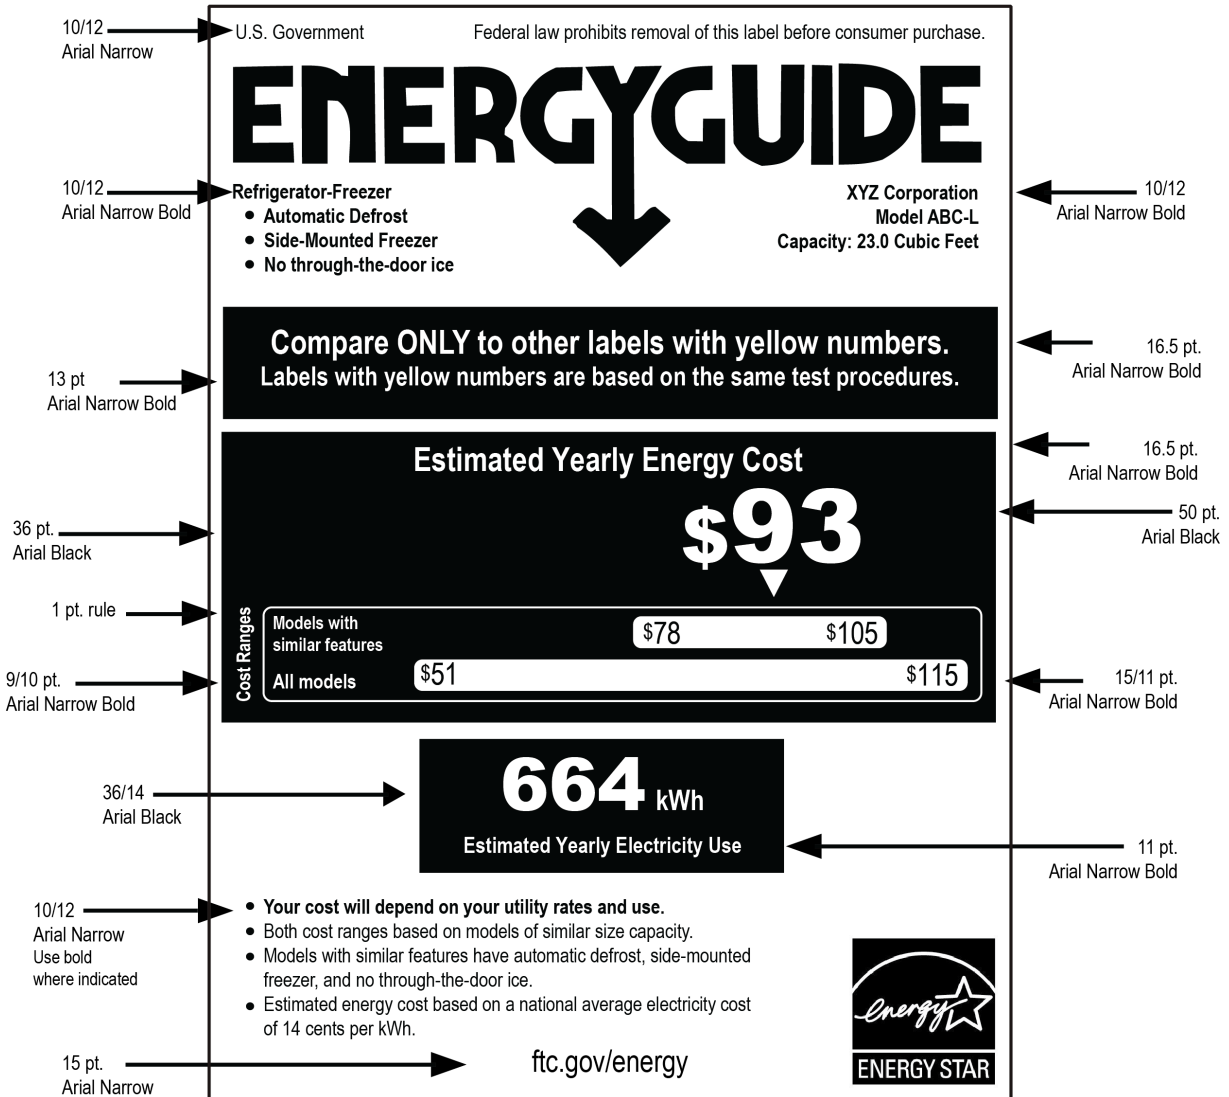 10/12
Arial Narrow
U.S. Government
Federal law prohibits removal of this label before consumer purchase.
ENERGYGUIDE
10/12
Arial Narrow Bold
Refrigerator-Freezer
• Automatic Defrost
• Side-Mounted Freezer
• No through-the-door ice
XYZ Corporation
Model ABC-L
Capacity: 23.0 Cubic Feet
10/12
Arial Narrow Bold
Compare ONLY to other labels with yellow numbers.
Labels with yellow numbers are based on the same test procedures.
16.5 pt.
Arial Narrow Bold
13 pt
Arial Narrow Bold
Estimated Yearly Energy Cost
16.5 pt.
Arial Narrow Bold
$93
36 pt.
Arial Black
50 pt.
Arial Black
1 pt. rule
Cost Ranges
Models with
similar features
$78
$105
All models
$51
$115
9/10 pt.
Arial Narrow Bold
15/11 pt.
Arial Narrow Bold
664 kWh
Estimated Yearly Electricity Use
36/14
Arial Black
11 pt.
Arial Narrow Bold
10/12
Arial Narrow
Use bold
where indicated
• Your cost will depend on your utility rates and use.
• Both cost ranges based on models of similar size capacity.
• Models with similar features have automatic defrost, side-mounted
freezer, and no through-the-door ice.
• Estimated energy cost based on a national average electricity cost
of 14 cents per kWh.
energy
ENERGY STAR
15 pt.
Arial Narrow
ftc.gov/energy